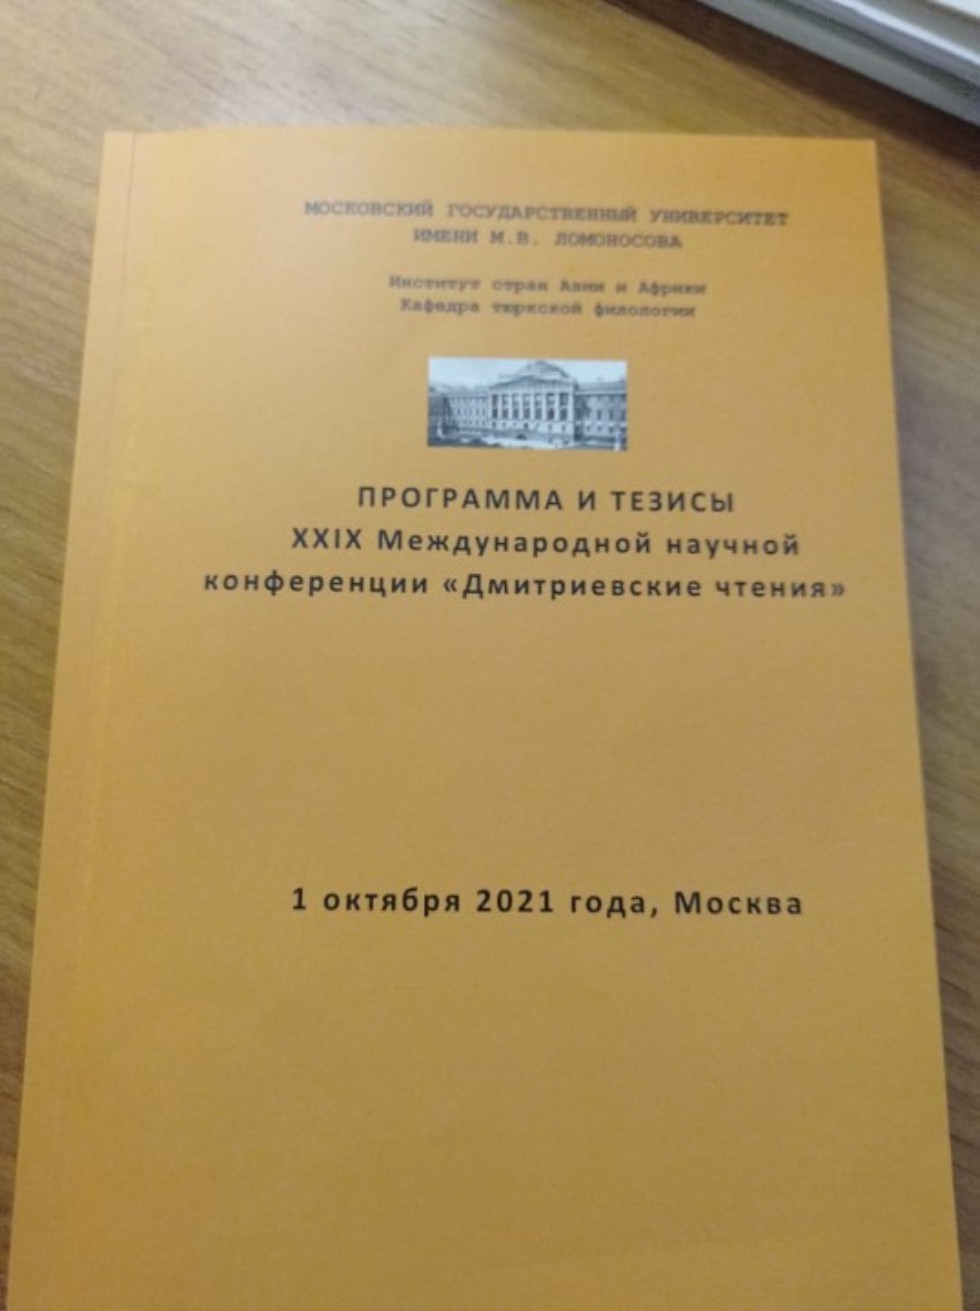 МОСКОВСКИЙ ГОСУДАРСТВЕННЫЙ УНИВЕРСИТЕТ
ИМЕНИ М.В. ЛОМОНОСОВА
Институт стран Азии и Африки
Кафедра тюркской филологии
ПРОГРАММА И ТЕЗИСЫ
XXIX Международной научной
конференции «Дмитриевские чтения»
1 октября 2021 года, Москва